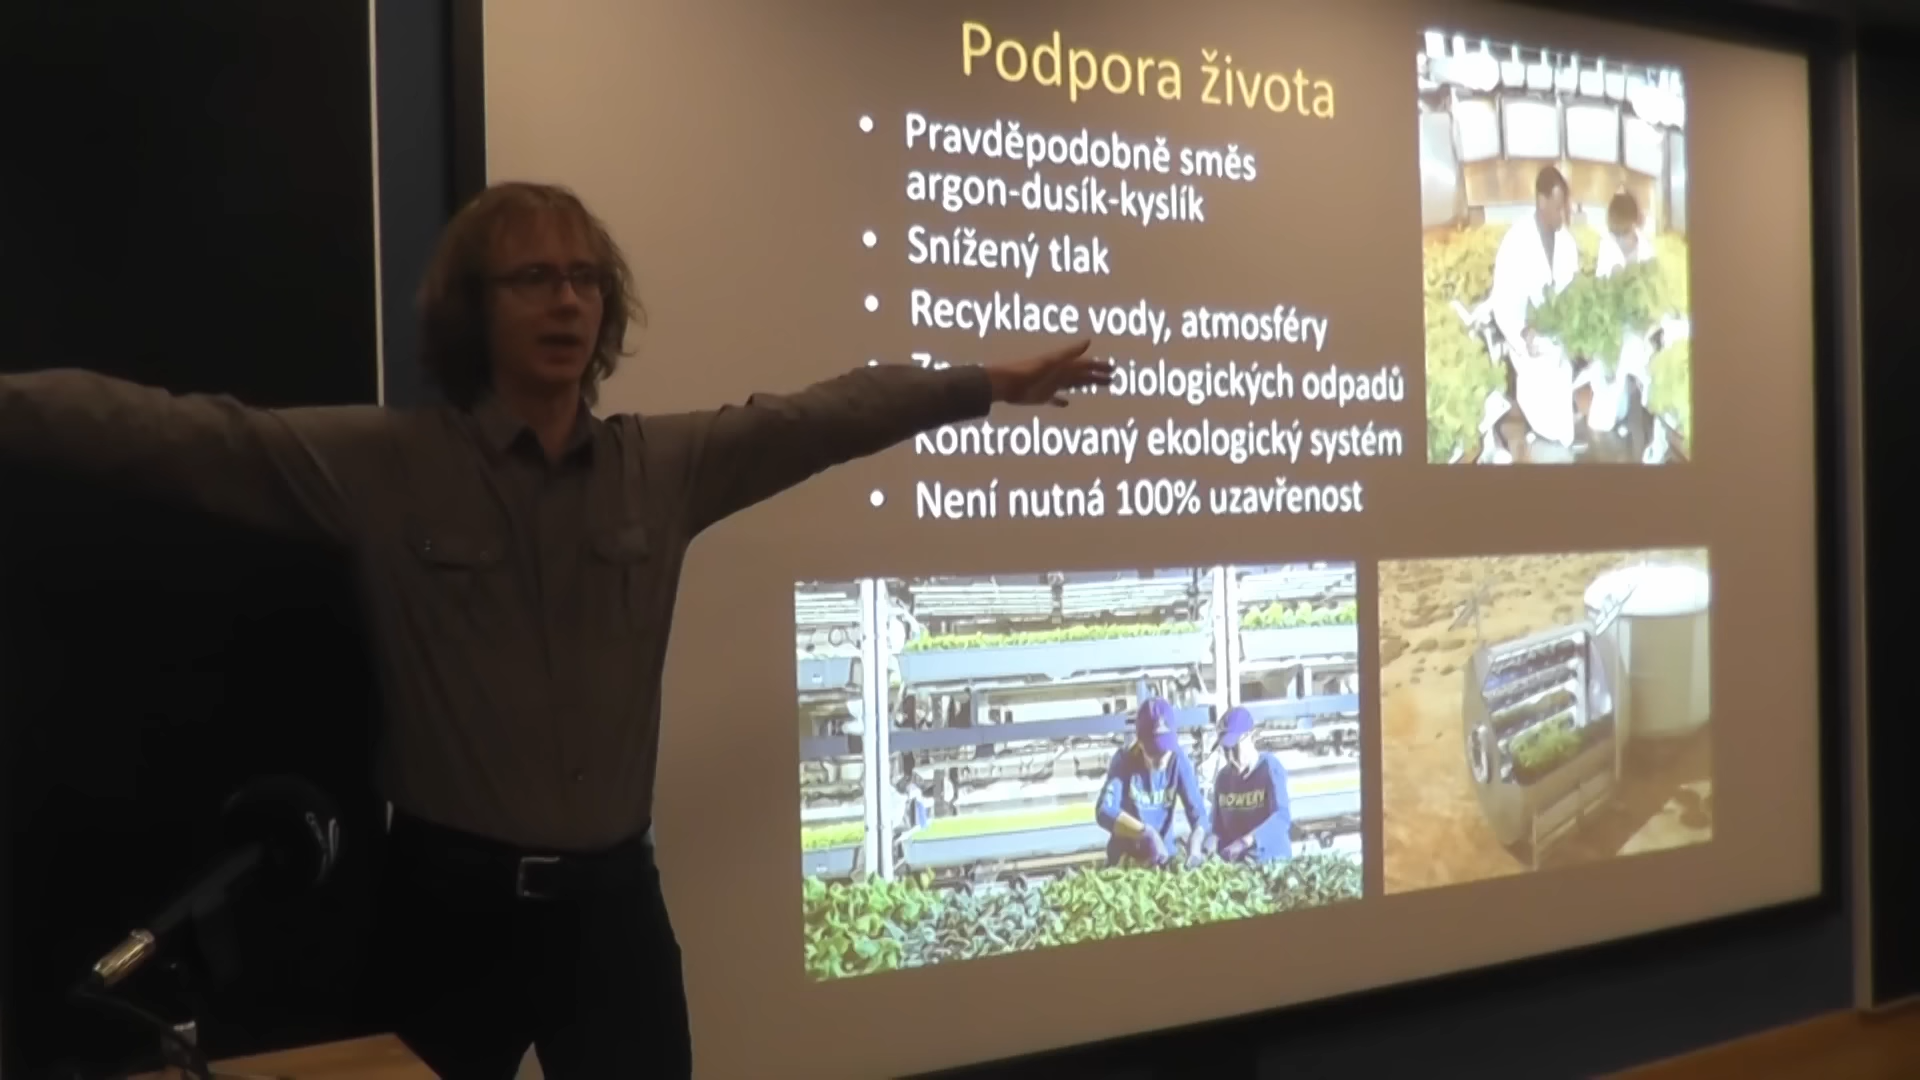 Podpora života
• Pravděpodobně směs
argon-dusík-kyslík
• Snížený tlak
• Recyklace vody, atmosféry
biologických odpadů
Kontrolovaný ekologický systém
• Není nutná 100% uzavřenost
BOWERY